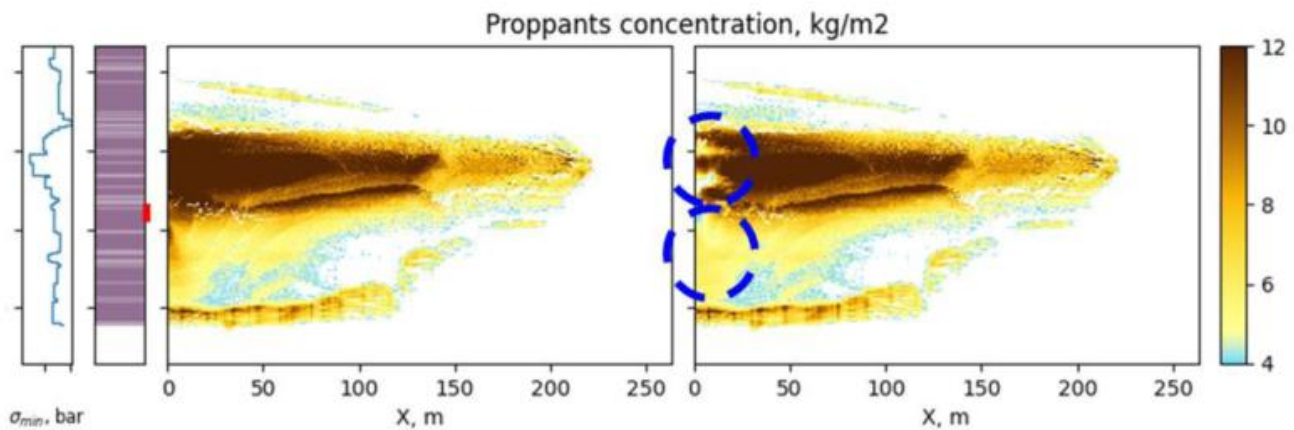 Proppants concentration, kg/m2
12
10
8
6
4
0 50 100 150 200 250
0 50 100 150 200 250
σmin, bar
X, m
X, m